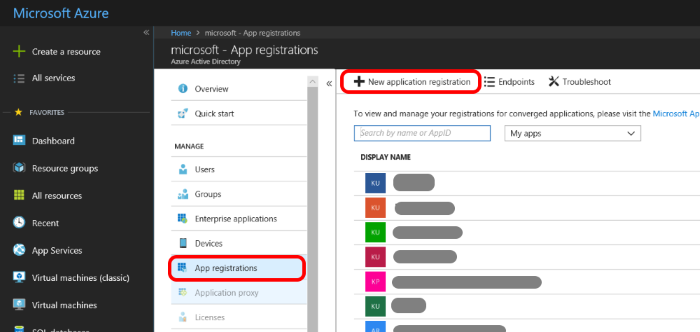 Microsoft Azure
Create a resource
All services
FAVORITES
Dashboard
Resource groups
All resources
Recent
App Services
Virtual machines (classic)
Virtual machines
SQL databases
Home > microsoft - App registrations
microsoft - App registrations
Azure Active Directory
Overview
Quick start
MANAGE
Users
Groups
Enterprise applications
Devices
App registrations
Application proxy
Licenses
New application registration
Endpoints
Troubleshoot
To view and manage your registrations for converged applications, please visit the Microsoft Ap
Search by name or AppID
My apps
DISPLAY NAME
KU
KU
KU
KU
KP
KU
AR